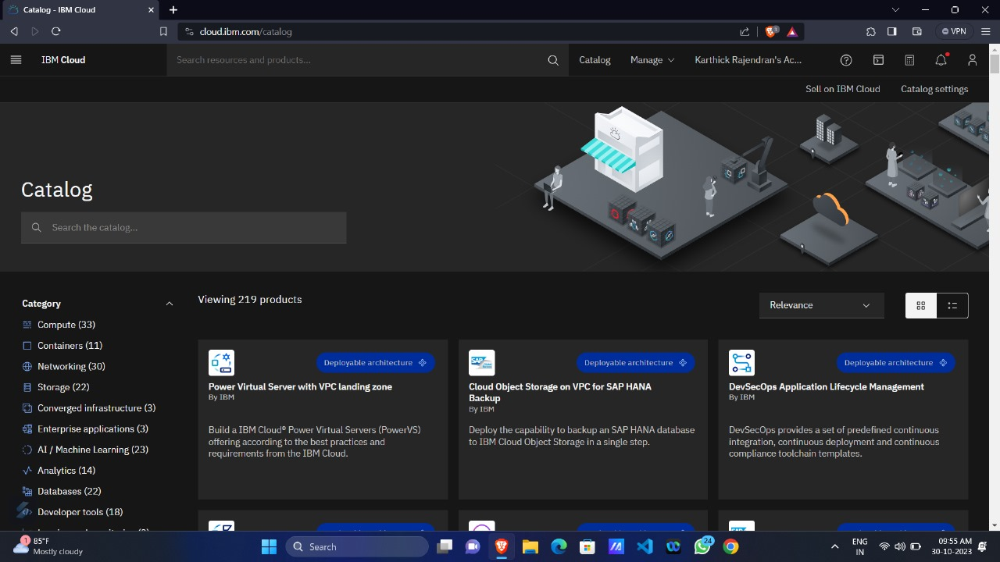 Catalog - IBM Cloud
cloud.ibm.com/catalog
1
VPN
IBM Cloud
Search resources and products...
Catalog
Manage
Karthick Rajendran's Ac...
Sell on IBM Cloud
Catalog settings
Catalog
Search the catalog...
Category
Compute (33)
Containers (11)
Networking (30)
Storage (22)
Converged infrastructure (3)
Enterprise applications (3)
AI / Machine Learning (23)
Analytics (14)
Databases (22)
Developer tools (18)
Viewing 219 products
Relevance
Deployable architecture
Power Virtual Server with VPC landing zone
By IBM
Build a IBM Cloud® Power Virtual Servers (PowerVS)
offering according to the best practices and
requirements from the IBM Cloud.
SAP
Deployable architecture
Cloud Object Storage on VPC for SAP HANA
Backup
By IBM
Deploy the capability to backup an SAP HANA database
to IBM Cloud Object Storage in a single step.
Deployable architecture
DevSecOps Application Lifecycle Management
By IBM
DevSecOps provides a set of predefined continuous
integration, continuous deployment and continuous
compliance toolchain templates.
1
85°F
Mostly cloudy
Search
24
ENG
IN
09:55 AM
30-10-2023